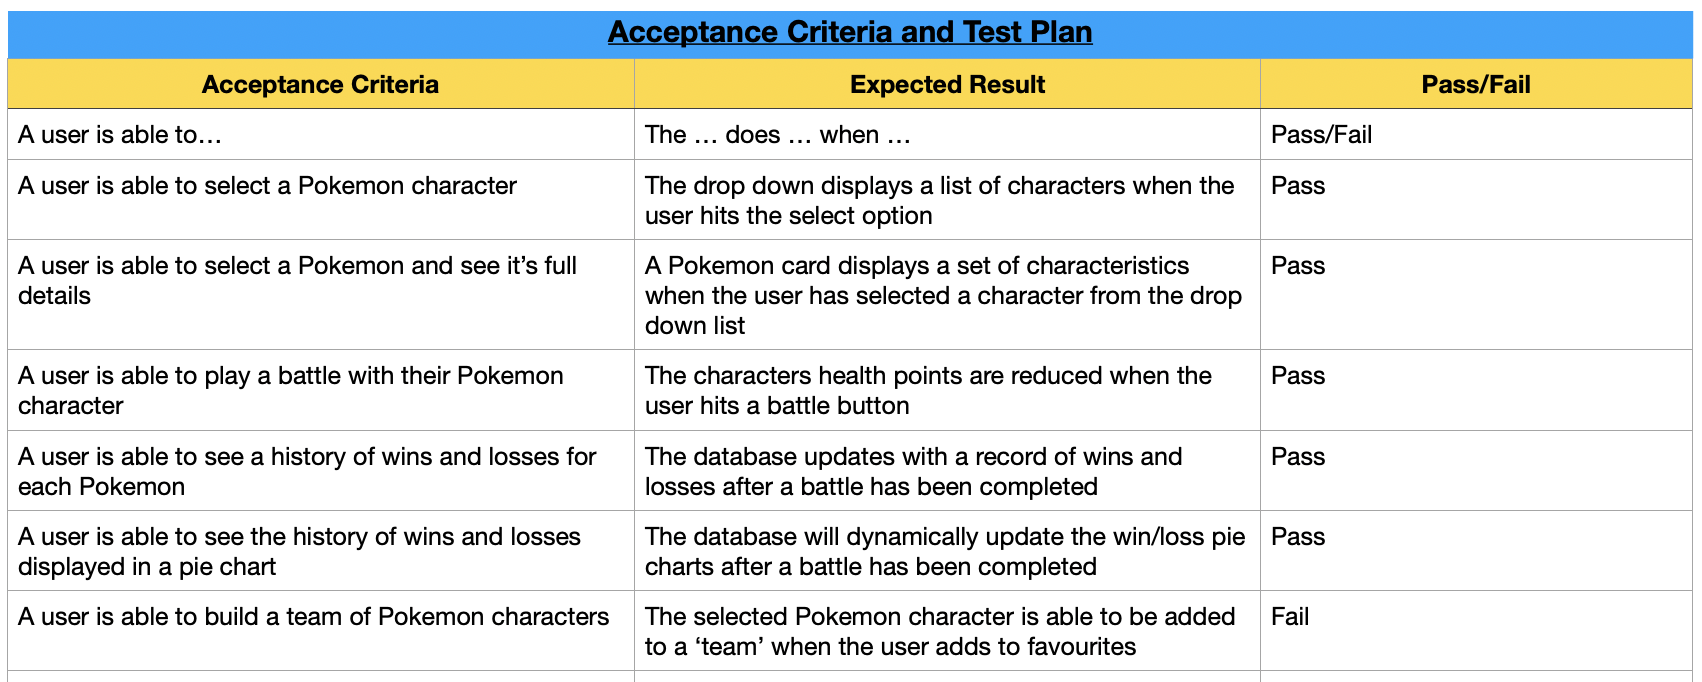 Acceptance Criteria and Test Plan
Acceptance Criteria
Expected Result
Pass/Fail
A user is able to…
The … does … when …
Pass/Fail
A user is able to select a Pokemon character
The drop down displays a list of characters when the
user hits the select option
Pass
A user is able to select a Pokemon and see it’s full
details
A Pokemon card displays a set of characteristics
when the user has selected a character from the drop
down list
Pass
A user is able to play a battle with their Pokemon
character
The characters health points are reduced when the
user hits a battle button
Pass
A user is able to see a history of wins and losses for
each Pokemon
The database updates with a record of wins and
losses after a battle has been completed
Pass
A user is able to see the history of wins and losses
displayed in a pie chart
The database will dynamically update the win/loss pie
charts after a battle has been completed
Pass
A user is able to build a team of Pokemon characters
The selected Pokemon character is able to be added
to a ‘team’ when the user adds to favourites
Fail